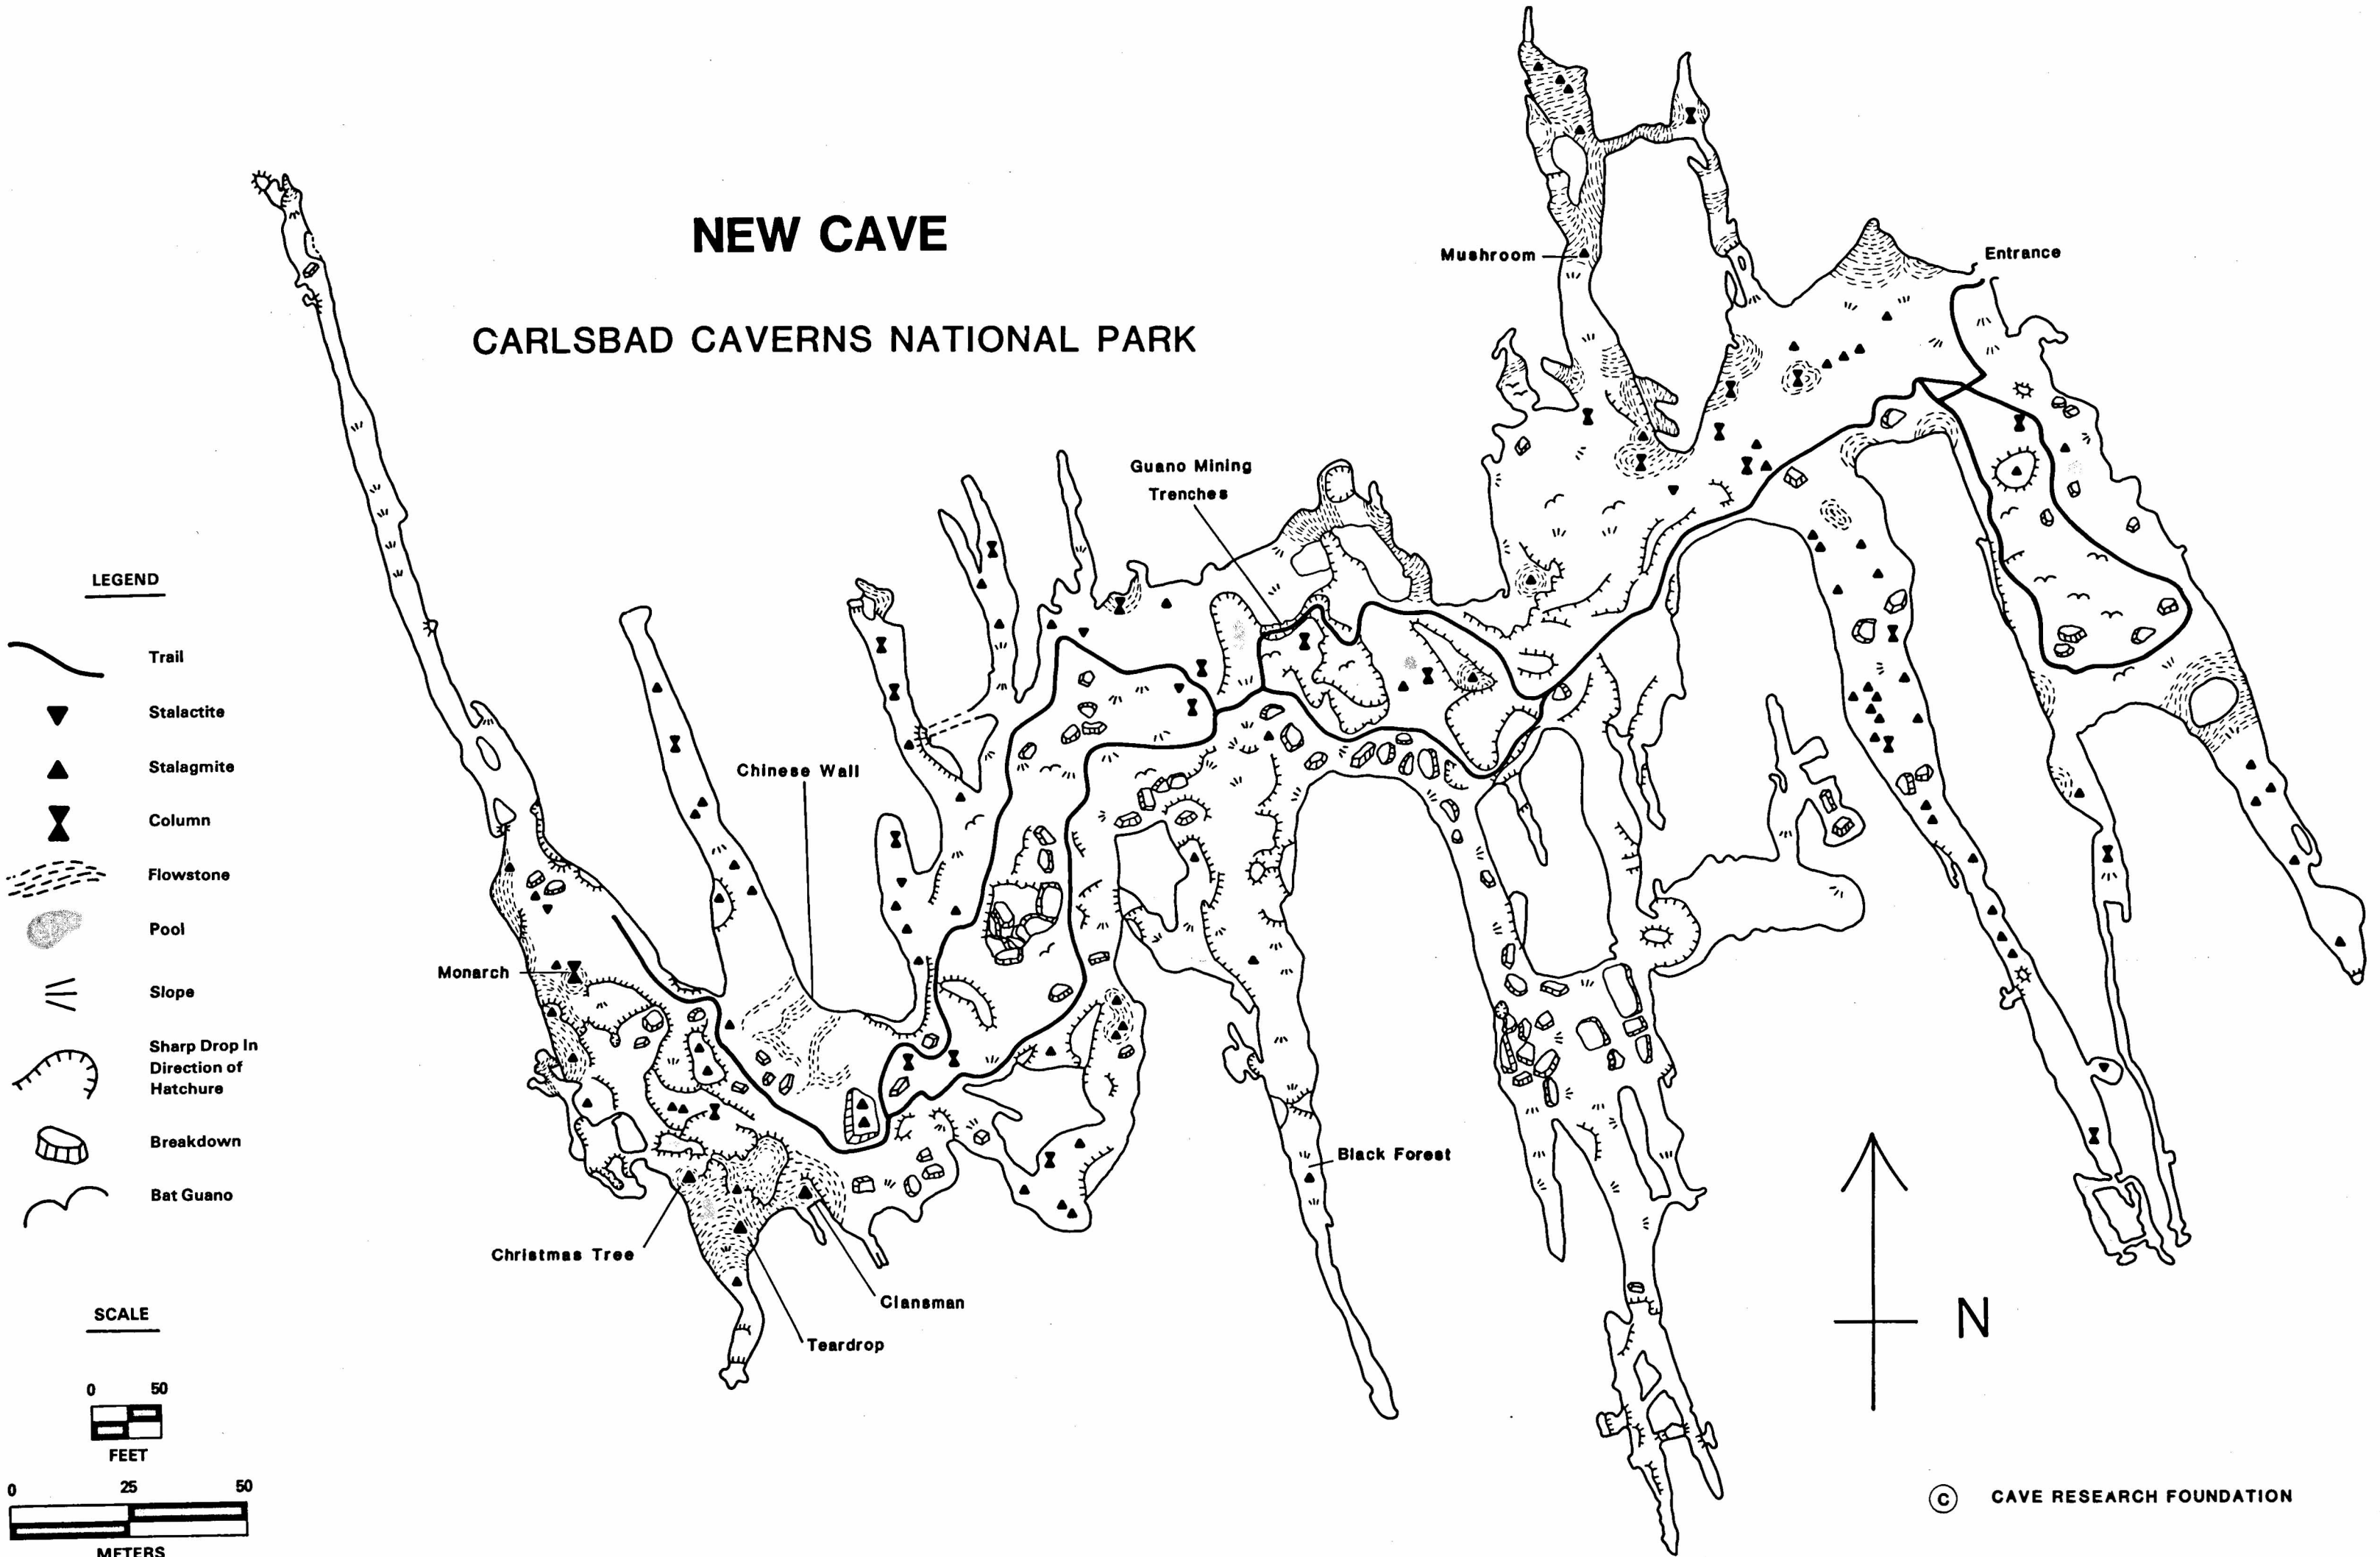 NEW CAVE
CARLSBAD CAVERNS NATIONAL PARK
Entrance
Mushroom
Guano Mining
Trenches
Chinese Wall
Monarch
Christmas Tree
Clansman
Teardrop
Black Forest
LEGEND
Trail
Stalactite
Stalagmite
Column
Flowstone
Pool
Slope
Sharp Drop In
Direction of
Hatchure
Breakdown
Bat Guano
SCALE
0 50
FEET
0 25 50
METERS
N
© CAVE RESEARCH FOUNDATION